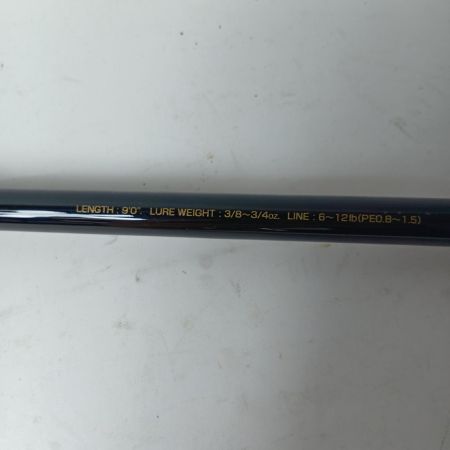 LENGTH : 9'0". LURE WEIGHT : 3/8～3/4oz. LINE : 6～12lb(PE0.8～1.5)